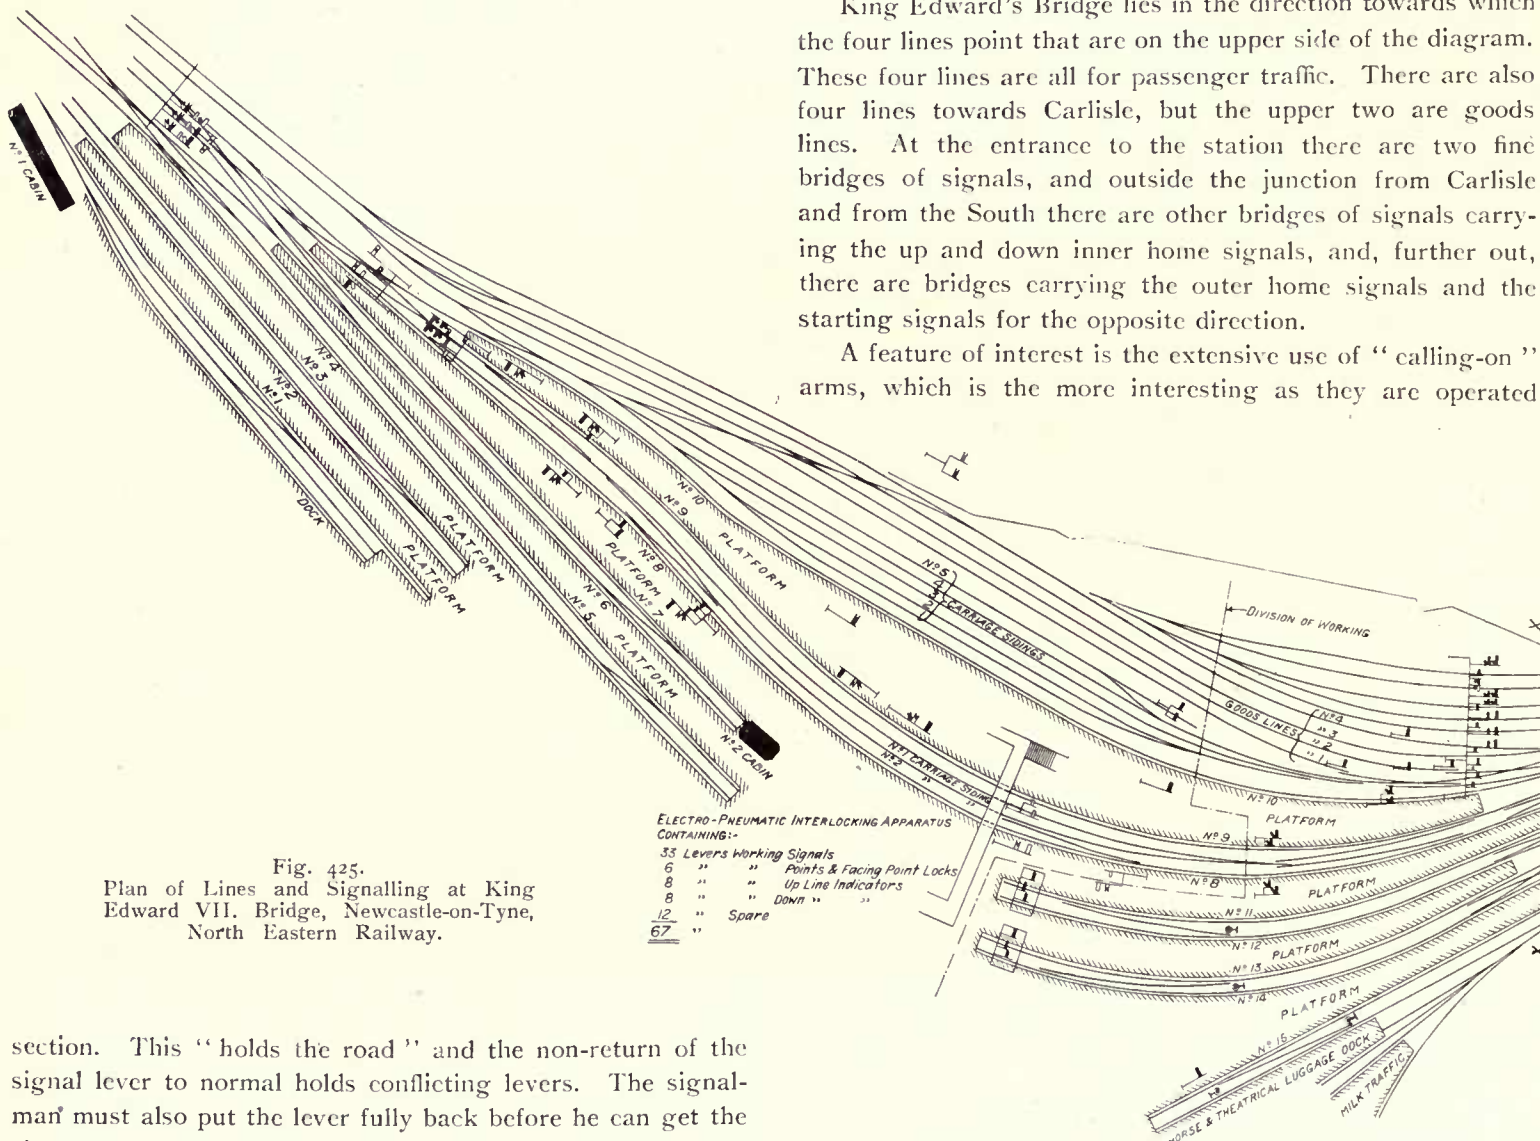 King Edward's Bridge lies in the direction towards which
the four lines point that are on the upper side of the diagram.
These four lines are all for passenger traffic. There are also
four lines towards Carlisle, but the upper two are goods
lines. At the entrance to the station there are two fine
bridges of signals, and outside the junction from Carlisle
and from the South there are other bridges of signals carry-
ing the up and down inner home signals, and, further out,
there are bridges carrying the outer home signals and the
starting signals for the opposite direction.
A feature of interest is the extensive use of “ calling-on ”
arms, which is the more interesting as they are operated
Nº 1 CABIN
Nº 4
Nº 3
Nº 2
Nº 1
DOCK
PLATFORM
PLATFORM
Nº 10
Nº 9
PLATFORM
Nº 8
PLATFORM
Nº 7
Nº 6
Nº 5
PLATFORM
Nº 2 CABIN
Nº 5
4
3
2
CARRIAGE SIDINGS
DIVISION OF WORKING
GOODS LINES
Nº 4
" 3
" 2
" 1
Nº 1 CARRIAGE SIDING
Nº 2 " "
Nº 10
PLATFORM
Nº 9
Nº 8
PLATFORM
Nº 11
Nº 12
PLATFORM
Nº 13
Nº 14
PLATFORM
Nº 15
HORSE & THEATRICAL LUGGAGE DOCK
MILK TRAFFIC
ELECTRO-PNEUMATIC INTERLOCKING APPARATUS
CONTAINING:-
33 Levers Working Signals
6 " " Points & Facing Point Locks
8 " " Up Line Indicators
8 " " Down " "
12 " Spare
67 "
Fig. 425.
Plan of Lines and Signalling at King
Edward VII. Bridge, Newcastle-on-Tyne,
North Eastern Railway.
section. This “ holds the road ” and the non-return of the
signal lever to normal holds conflicting levers. The signal-
man must also put the lever fully back before he can get the